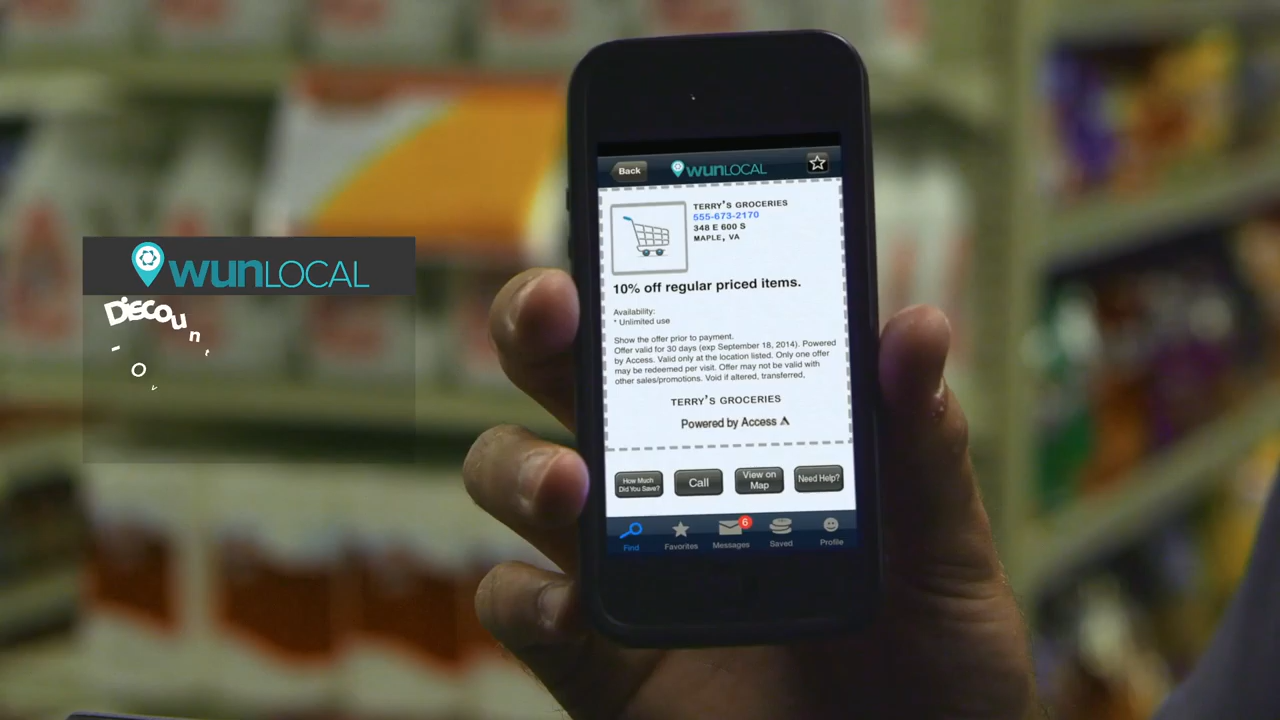 wunLOCAL
Discoun
Back
wunLOCAL
TERRY'S GROCERIES
555-673-2170
348 E 600 S
MAPLE, VA
10% off regular priced items.
Availability:
* Unlimited use
Show the offer prior to payment.
Offer valid for 30 days (exp September 18, 2014). Powered
by Access. Valid only at the location listed. Only one offer
may be redeemed per visit. Offer may not be valid with
other sales/promotions. Void if altered, transferred,
TERRY'S GROCERIES
Powered by Access
How Much
Did You Save?
Call
View on
Map
Need Help?
6
Find
Favorites
Messages
Saved
Profile